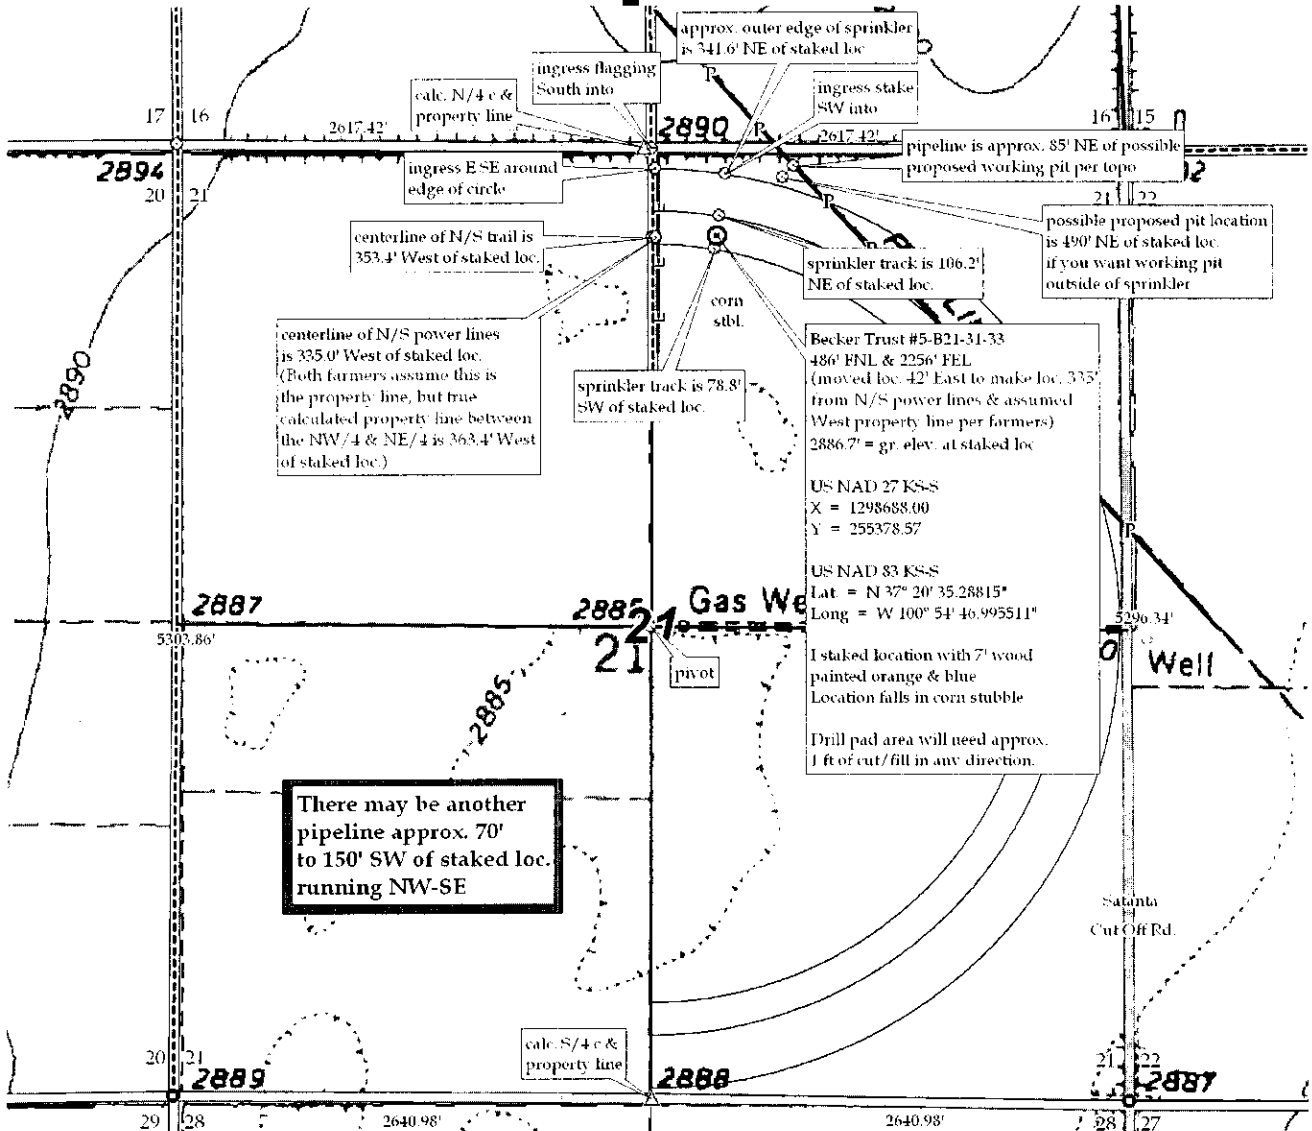 approx. outer edge of sprinkler
is 341.6' NE of staked loc
ingress flagging
South into
ingress stake
SW into
calc. N/4 c &
property line
17 16
2617.42'
2890
2617.42'
16 15
pipeline is approx. 85' NE of possible
proposed working pit per topo
2894
ingress E-SE around
edge of circle
20 21
21 22
possible proposed pit location
is 490' NE of staked loc.
if you want working pit
outside of sprinkler
centerline of N/S trail is
353.4' West of staked loc.
sprinkler track is 106.2'
NE of staked loc.
corn
stbl.
centerline of N/S power lines
is 335.0' West of staked loc.
(Both farmers assume this is
the property line, but true
calculated property line between
the NW/4 & NE/4 is 363.4' West
of staked loc.)
sprinkler track is 78.8'
SW of staked loc.
Becker Trust #5-B21-31-33
486' FNL & 2256' FEL
(moved loc. 42' East to make loc. 335'
from N/S power lines & assumed
West property line per farmers)
2886.7' = gr. elev. at staked loc
US NAD 27 KS-S
X = 1298688.00
Y = 255378.57
US NAD 83 KS-S
Lat. = N 37° 20' 35.28815"
Long = W 100° 54' 46.995511"
I staked location with 7' wood
painted orange & blue
Location falls in corn stubble
Drill pad area will need approx.
1 ft of cut/fill in any direction.
2890
2887
2885
21
Gas We
5303.86'
21
5296.34'
Well
pivot
2885
There may be another
pipeline approx. 70'
to 150' SW of staked loc.
running NW-SE
Satanta
Cut Off Rd.
calc. S/4 c &
property line
20 21
21 22
2889
2888
2887
29 28
2640.98'
2640.98'
28 27
P
P
P
P